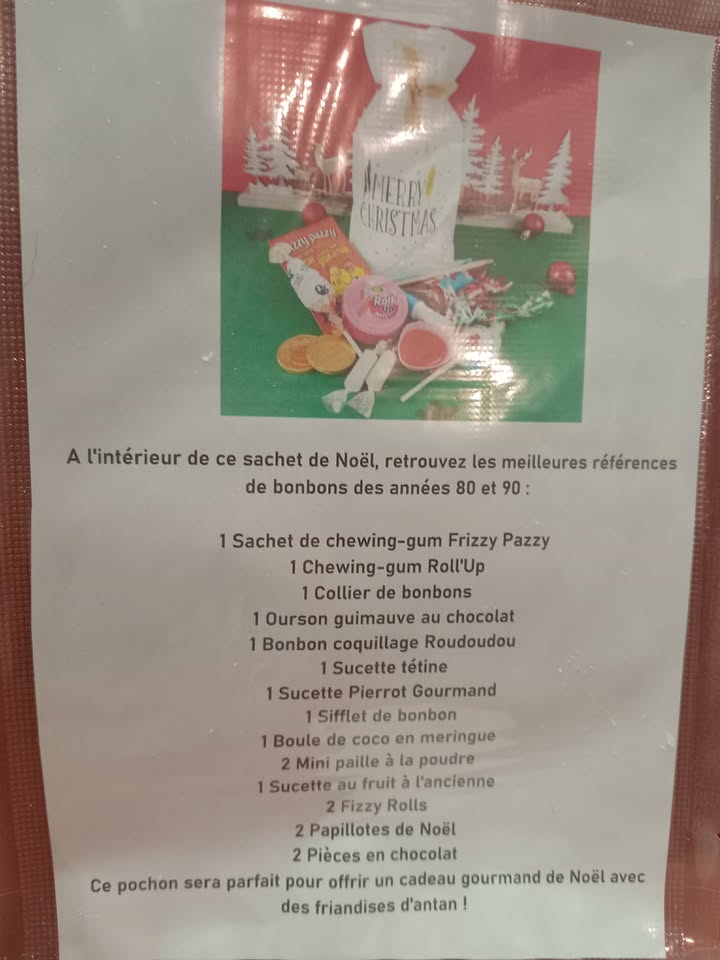 MERRY
CHRISTMAS
Roll
UP
A l'intérieur de ce sachet de Noël, retrouvez les meilleures références
de bonbons des années 80 et 90 :
1 Sachet de chewing-gum Frizzy Pazzy
1 Chewing-gum Roll'Up
1 Collier de bonbons
1 Ourson guimauve au chocolat
1 Bonbon coquillage Roudoudou
1 Sucette tétine
1 Sucette Pierrot Gourmand
1 Sifflet de bonbon
1 Boule de coco en meringue
2 Mini paille à la poudre
1 Sucette au fruit à l'ancienne
2 Fizzy Rolls
2 Papillotes de Noël
2 Pièces en chocolat
Ce pochon sera parfait pour offrir un cadeau gourmand de Noël avec
des friandises d'antan !